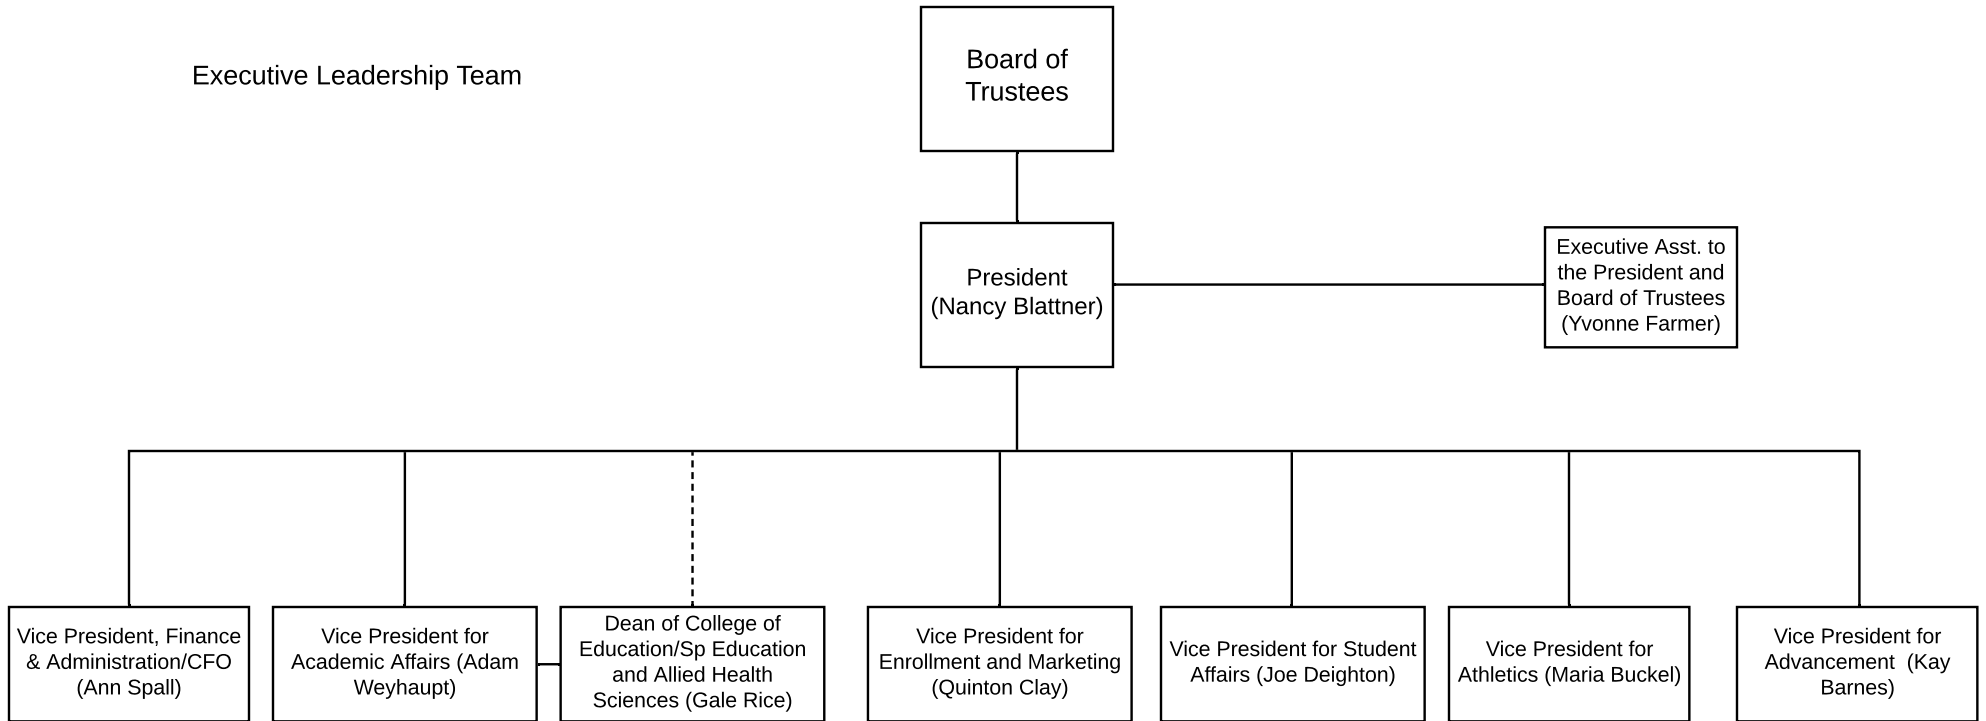 Executive Leadership Team
Board of
Trustees
President
(Nancy Blattner)
Executive Asst. to
the President and
Board of Trustees
(Yvonne Farmer)
Vice President, Finance
& Administration/CFO
(Ann Spall)
Vice President for
Academic Affairs (Adam
Weyhaupt)
Dean of College of
Education/Sp Education
and Allied Health
Sciences (Gale Rice)
Vice President for
Enrollment and Marketing
(Quinton Clay)
Vice President for Student
Affairs (Joe Deighton)
Vice President for
Athletics (Maria Buckel)
Vice President for
Advancement  (Kay
Barnes)